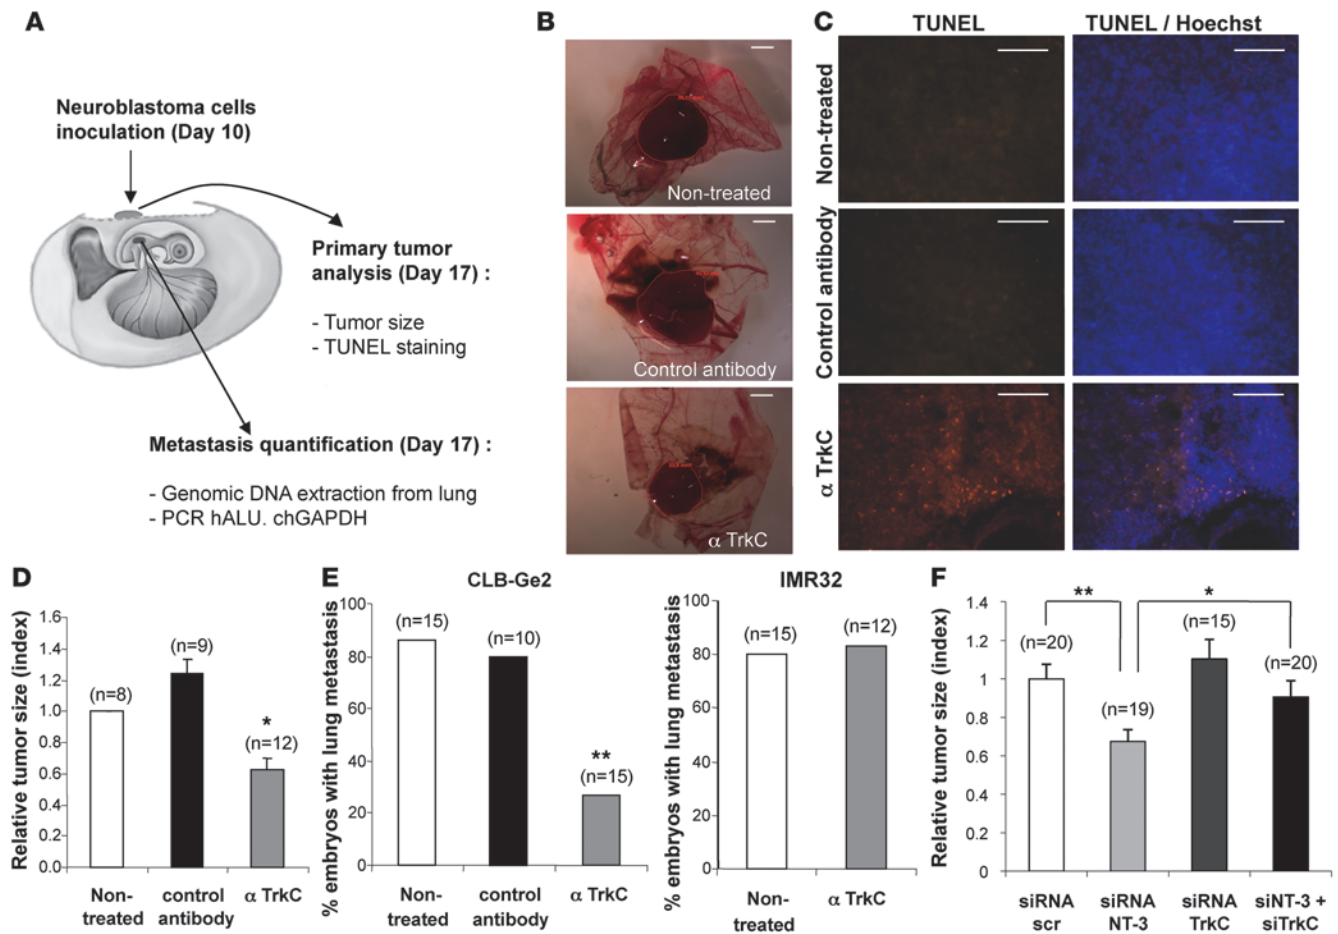 A
Neuroblastoma cells
inoculation (Day 10)
Primary tumor
analysis (Day 17) :
- Tumor size
- TUNEL staining
Metastasis quantification (Day 17) :
- Genomic DNA extraction from lung
- PCR hALU. chGAPDH
B
Non-treated
Control antibody
α TrkC
C
TUNEL
TUNEL / Hoechst
Non-treated
Control antibody
α TrkC
D
Relative tumor size (index)
1.6
1.4
1.2
1.0
0.8
0.6
0.4
0.2
0.0
(n=8)
(n=9)
*
(n=12)
Non-
treated
control
antibody
α TrkC
E
CLB-Ge2
% embryos with lung metastasis
100
80
60
40
20
0
(n=15)
(n=10)
**
(n=15)
Non-
treated
control
antibody
α TrkC
IMR32
% embryos with lung metastasis
100
80
60
40
20
0
(n=15)
(n=12)
Non-
treated
α TrkC
F
Relative tumor size (index)
1.4
1.2
1
0.8
0.6
0.4
0.2
0
**
*
(n=20)
(n=19)
(n=15)
(n=20)
siRNA
scr
siRNA
NT-3
siRNA
TrkC
siNT-3 +
siTrkC